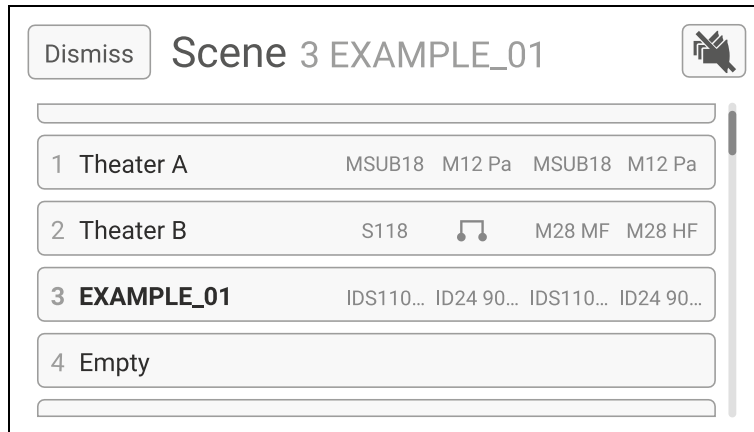 Dismiss Scene 3 EXAMPLE_01
1 Theater A MSUB18 M12 Pa MSUB18 M12 Pa
2 Theater B S118 M28 MF M28 HF
3 EXAMPLE_01 IDS110... ID24 90... IDS110... ID24 90...
4 Empty